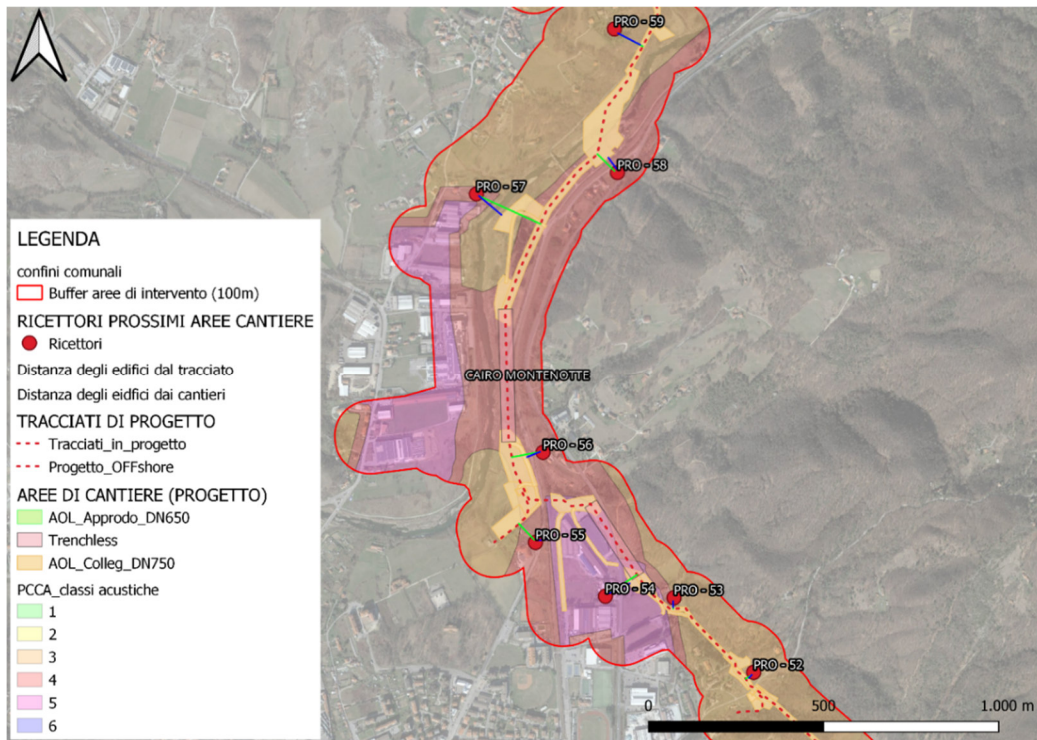 PRO - 59
PRO - 58
PRO - 57
LEGENDA
confini comunali
Buffer aree di intervento (100m)
RICETTORI PROSSIMI AREE CANTIERE
Ricettori
Distanza degli edifici dal tracciato
Distanza degli eidifici dai cantieri
TRACCIATI DI PROGETTO
Tracciati_in_progetto
Progetto_OFFshore
AREE DI CANTIERE (PROGETTO)
AOL_Approdo_DN650
Trenchless
AOL_Colleg_DN750
PCCA_classi acustiche
1
2
3
4
5
6
CAIRO MONTENOTTE
PRO - 56
PRO - 55
PRO - 54
PRO - 53
PRO - 52
0 500 1.000 m